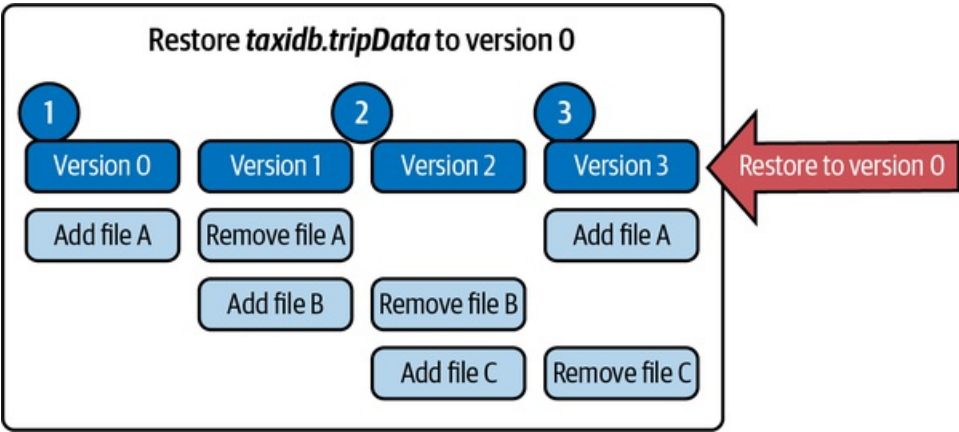 Restore taxidb.tripData to version 0
1 2 3
Version 0 Version 1 Version 2 Version 3 Restore to version 0
Add file A Remove file A Add file A
Add file B Remove file B
Add file C Remove file C